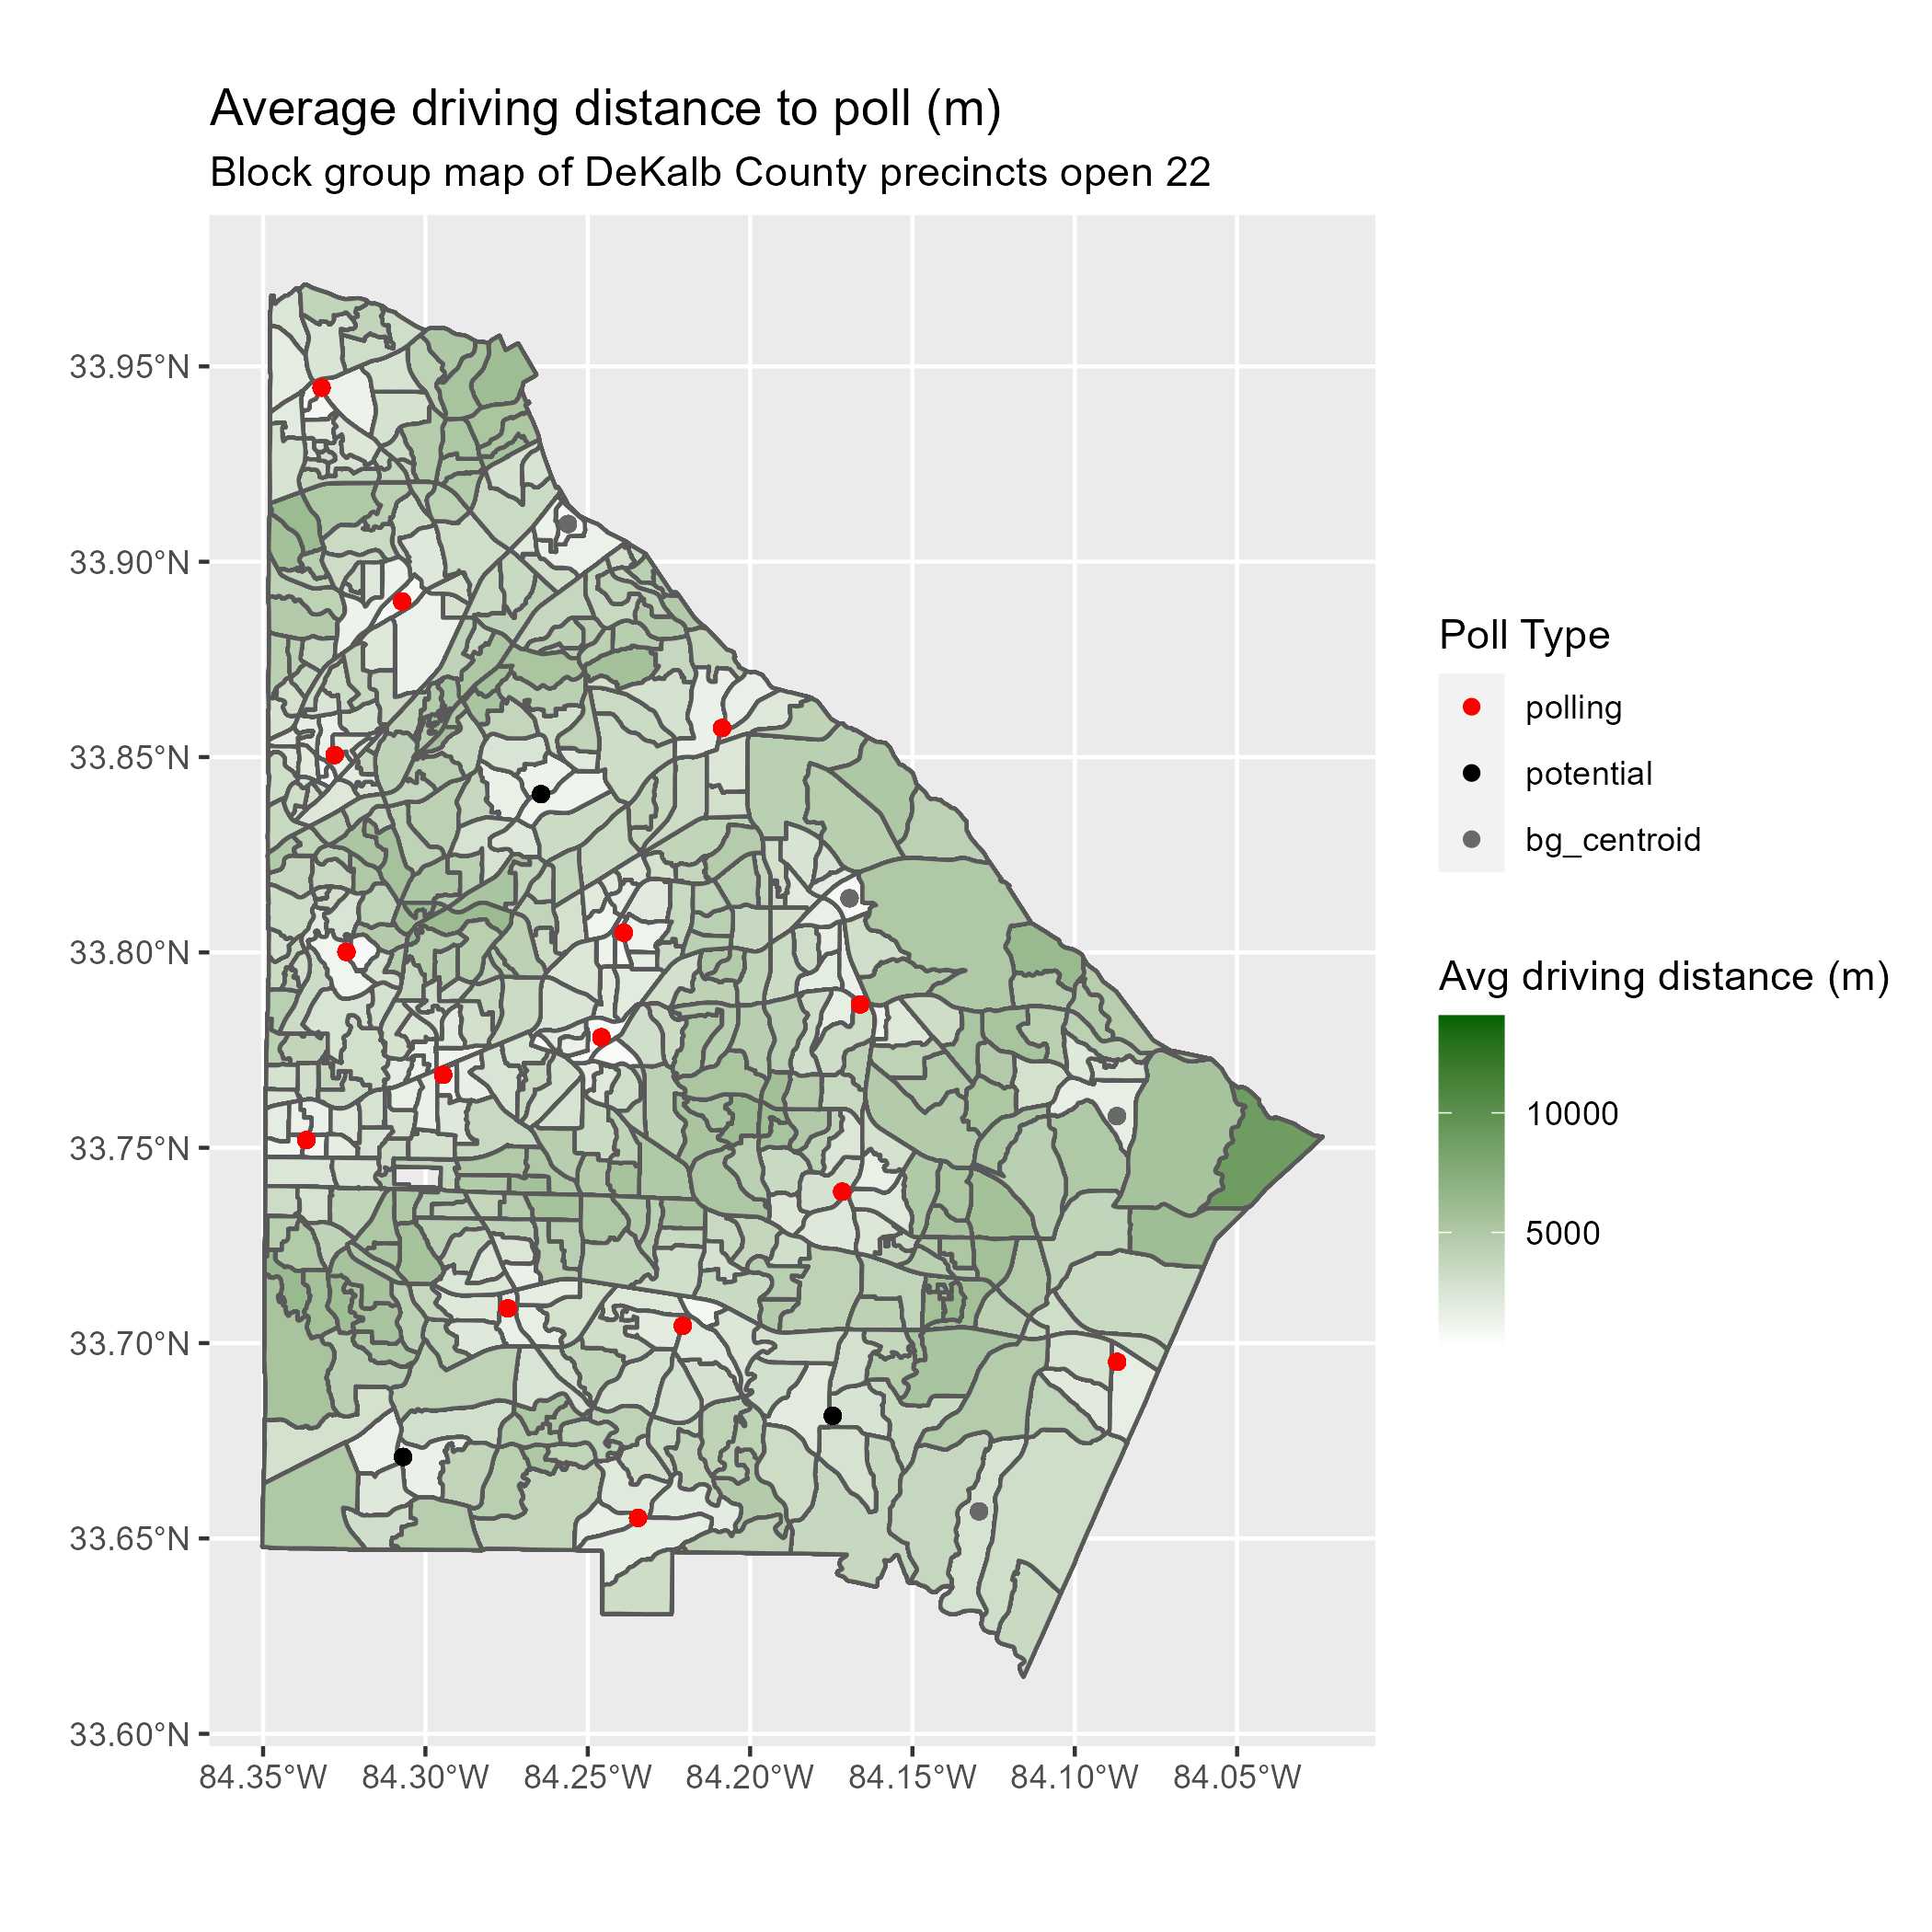 Average driving distance to poll (m)
Block group map of DeKalb County precincts open 22
33.95°N
33.90°N
33.85°N
33.80°N
33.75°N
33.70°N
33.65°N
33.60°N
84.35°W
84.30°W
84.25°W
84.20°W
84.15°W
84.10°W
84.05°W
Poll Type
polling
potential
bg_centroid
Avg driving distance (m)
10000
5000